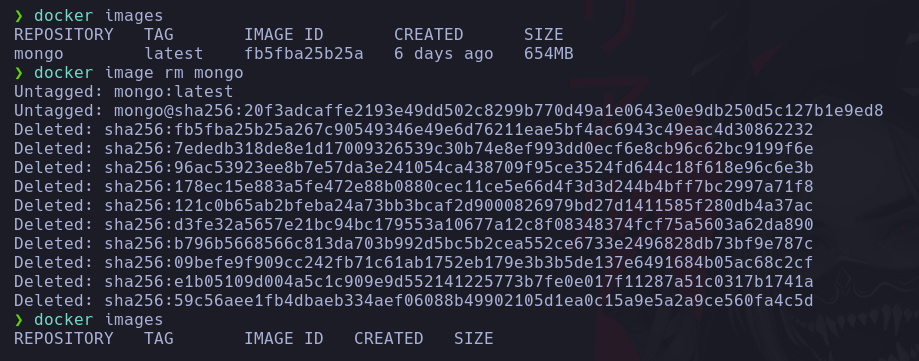 ❯ docker images
REPOSITORY   TAG       IMAGE ID       CREATED      SIZE
mongo        latest    fb5fba25b25a   6 days ago   654MB
❯ docker image rm mongo
Untagged: mongo:latest
Untagged: mongo@sha256:20f3adcaffe2193e49dd502c8299b770d49a1e0643e0e9db250d5c127b1e9ed8
Deleted: sha256:fb5fba25b25a267c90549346e49e6d76211eae5bf4ac6943c49eac4d30862232
Deleted: sha256:7ededb318de8e1d17009326539c30b74e8ef993dd0ecf6e8cb96c62bc9199f6e
Deleted: sha256:96ac53923ee8b7e57da3e241054ca438709f95ce3524fd644c18f618e96c6e3b
Deleted: sha256:178ec15e883a5fe472e88b0880cec11ce5e66d4f3d3d244b4bff7bc2997a71f8
Deleted: sha256:121c0b65ab2bfeba24a73bb3bcaf2d9000826979bd27d1411585f280db4a37ac
Deleted: sha256:d3fe32a5657e21bc94bc179553a10677a12c8f08348374fcf75a5603a62da890
Deleted: sha256:b796b5668566c813da703b992d5bc5b2cea552ce6733e2496828db73bf9e787c
Deleted: sha256:09befe9f909cc242fb71c61ab1752eb179e3b3b5de137e6491684b05ac68c2cf
Deleted: sha256:e1b05109d004a5c1c909e9d552141225773b7fe0e017f11287a51c0317b1741a
Deleted: sha256:59c56aee1fb4dbaeb334aef06088b49902105d1ea0c15a9e5a2a9ce560fa4c5d
❯ docker images
REPOSITORY   TAG       IMAGE ID   CREATED   SIZE